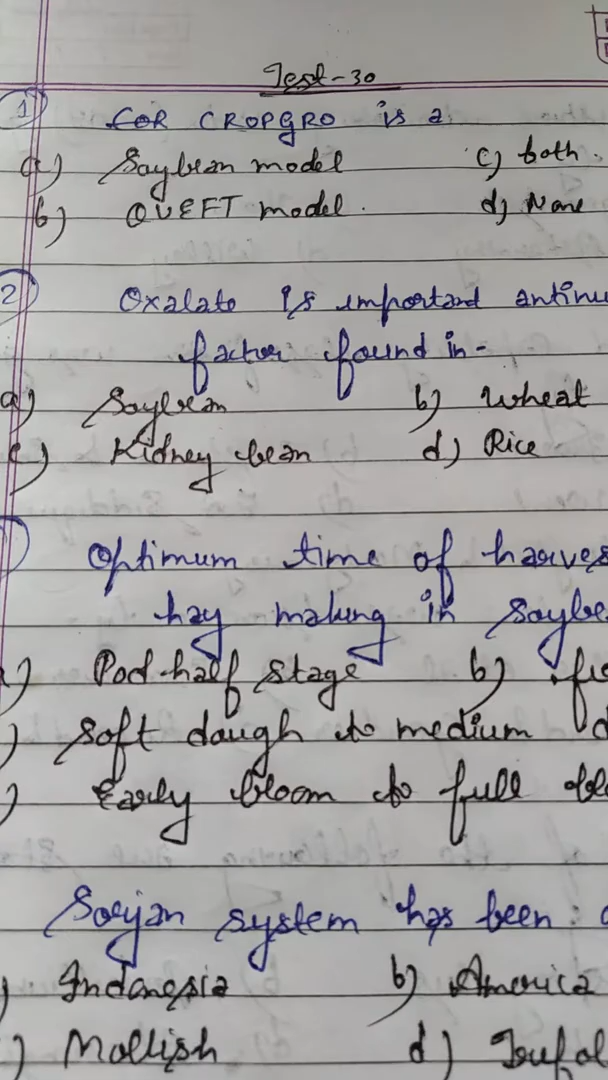 Test-30
1 FOR CROPGRO is a
a) Soybean model c) both.
b) QUEFT model. d) None
2 Oxalate is important antinu
factor found in-
a) Soybean b) Wheat
c) Kidney bean d) Rice
Optimum time of harves
hay making in Soybe
Pod half stage b)
Soft dough to medium d
Early bloom to full blo
Sorjan system has been
Indonesia b) America
d)